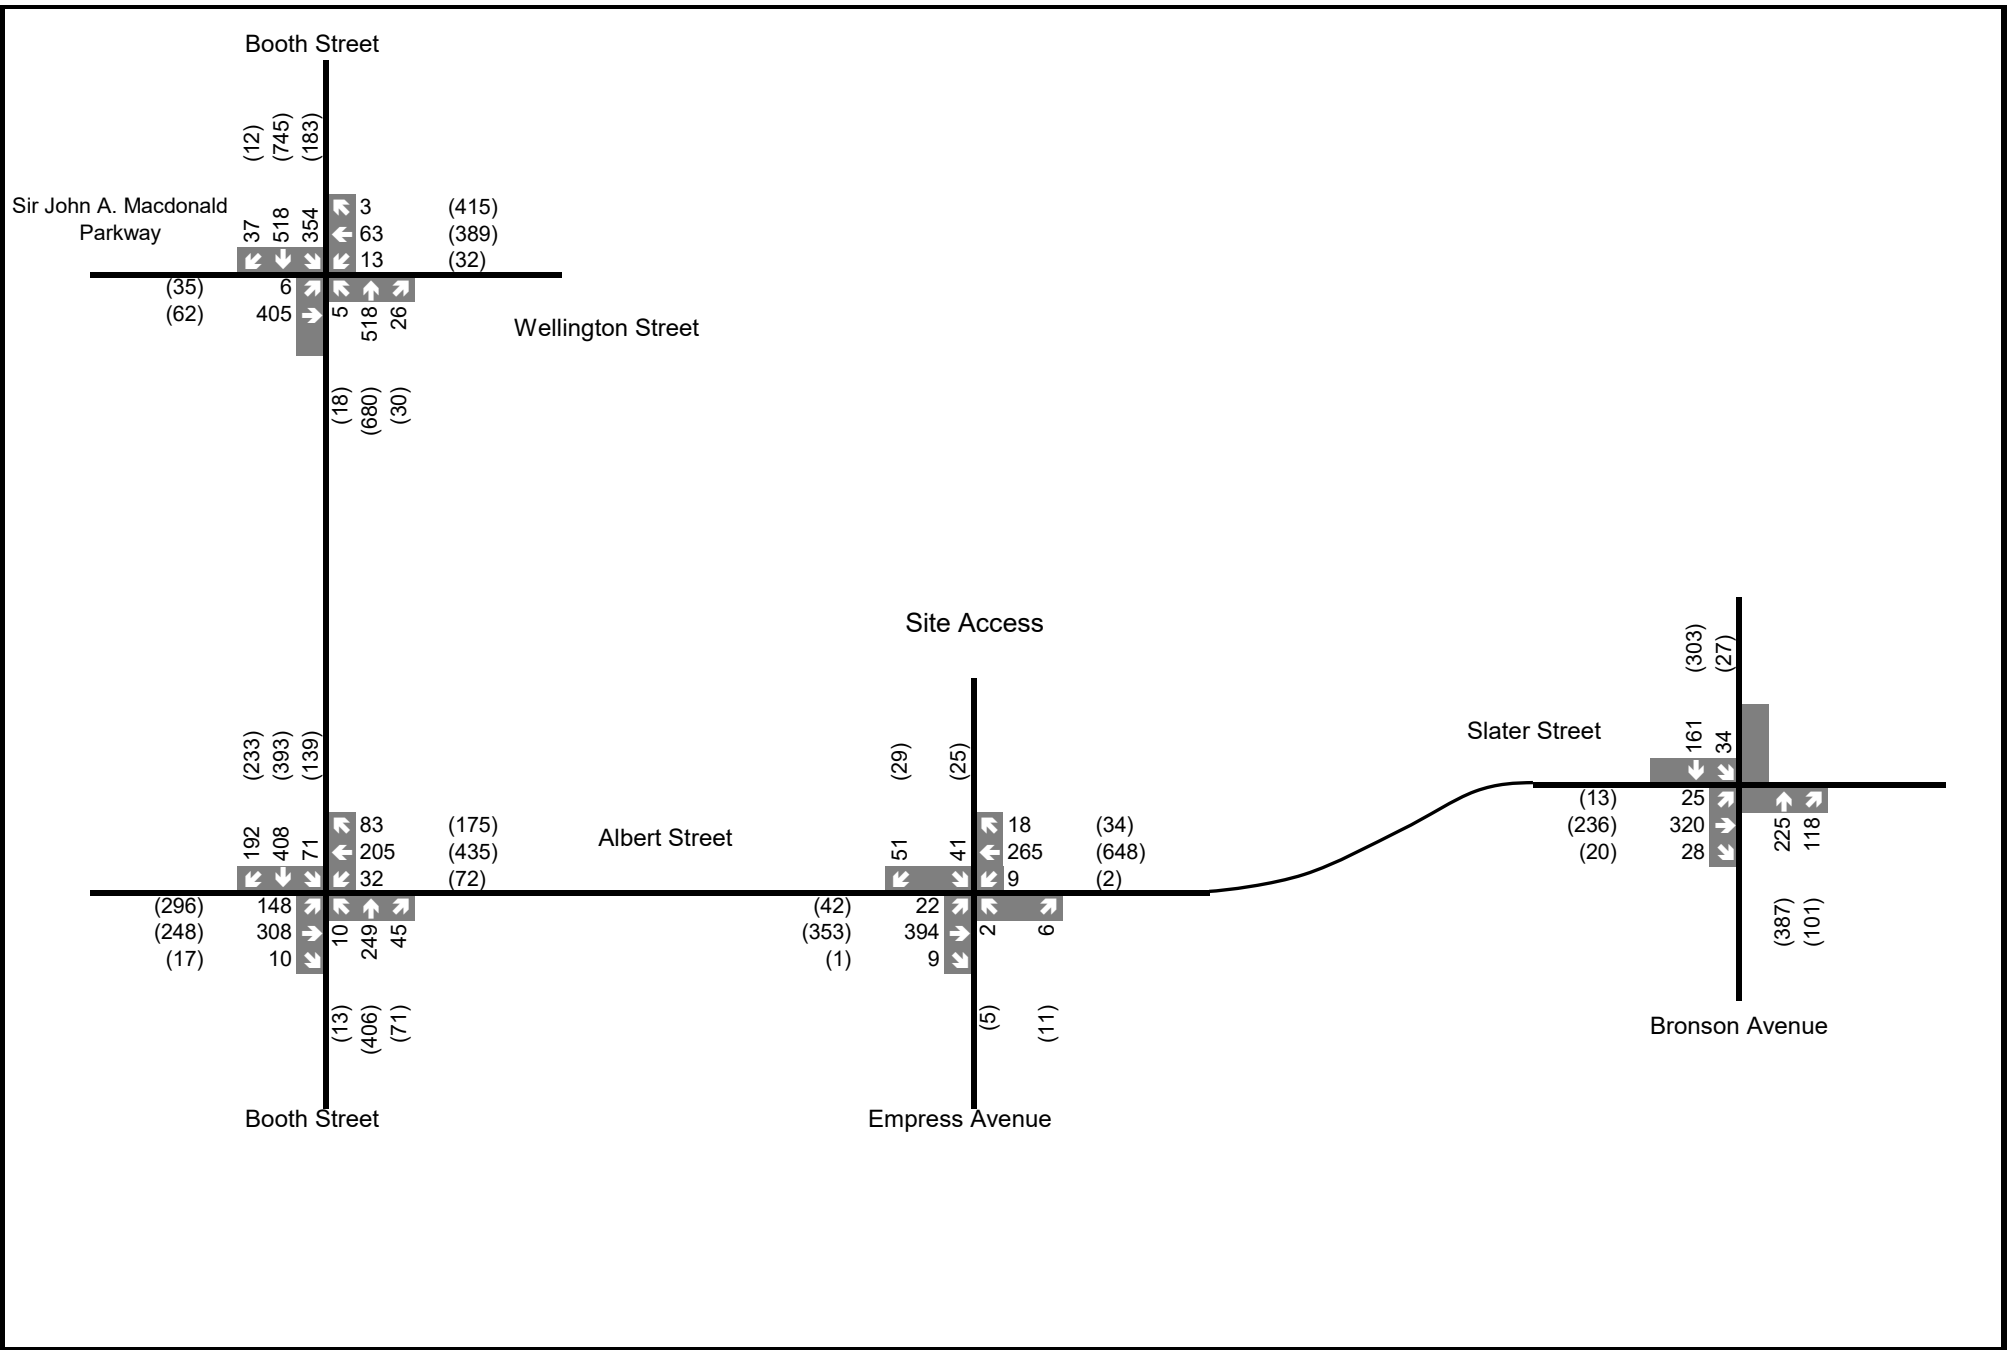 Booth Street
(12) (745) (183)
Sir John A. Macdonald
Parkway
37 518 354
3 (415)
63 (389)
13 (32)
(35) 6
(62) 405
5 518 26
Wellington Street
(18) (680) (30)
Site Access
(303) (27)
Slater Street
161 34
(233) (393) (139)
(29) (25)
(13) 25
(236) 320
(20) 28
225 118
192 408 71
83 (175)
205 (435)
32 (72)
Albert Street
51 41
18 (34)
265 (648)
9 (2)
(296) 148
(248) 308
(17) 10
10 249 45
(42) 22
(353) 394
(1) 9
2 6
(387) (101)
(13) (406) (71)
(5) (11)
Bronson Avenue
Booth Street
Empress Avenue